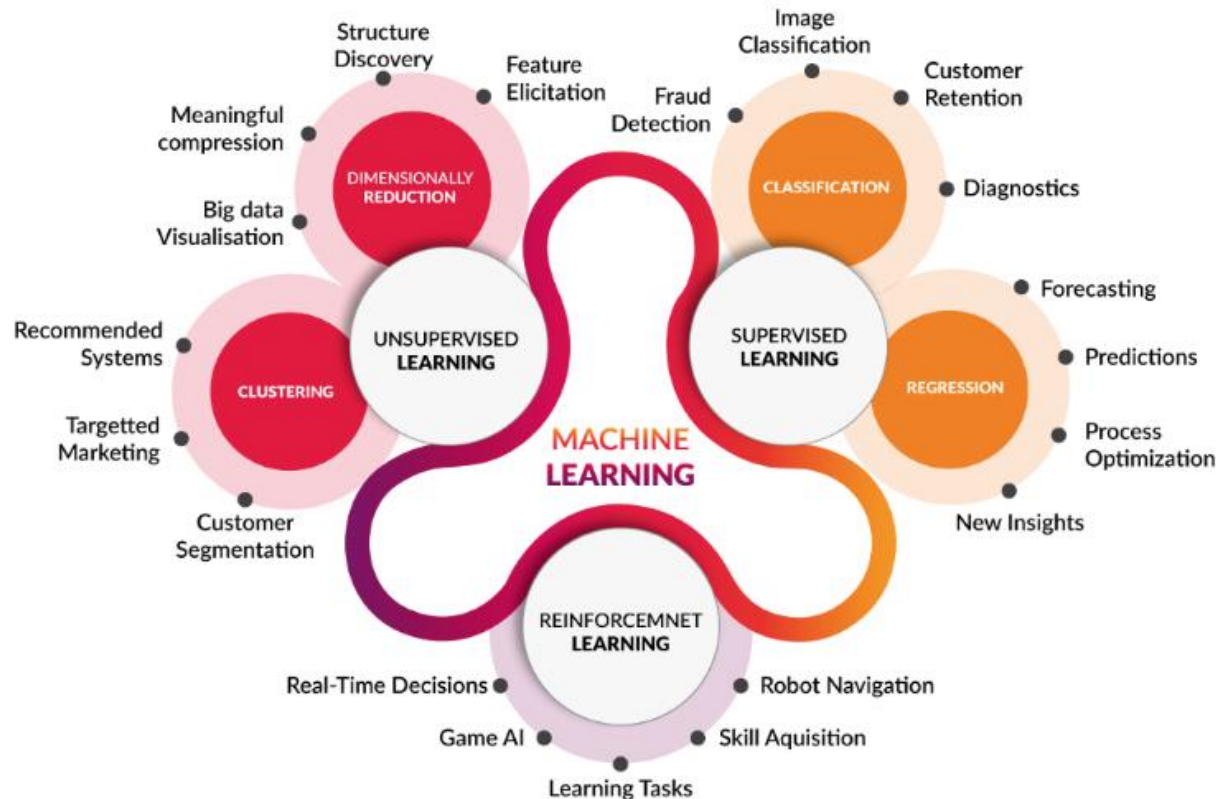 Structure
Discovery
Feature
Elicitation
Meaningful
compression
Big data
Visualisation
DIMENSIONALLY
REDUCTION
Recommended
Systems
Targetted
Marketing
Customer
Segmentation
CLUSTERING
UNSUPERVISED
LEARNING
Image
Classification
Fraud
Detection
Customer
Retention
Diagnostics
CLASSIFICATION
SUPERVISED
LEARNING
Forecasting
Predictions
Process
Optimization
New Insights
REGRESSION
MACHINE
LEARNING
REINFORCEMNET
LEARNING
Real-Time Decisions
Game AI
Learning Tasks
Skill Aquisition
Robot Navigation